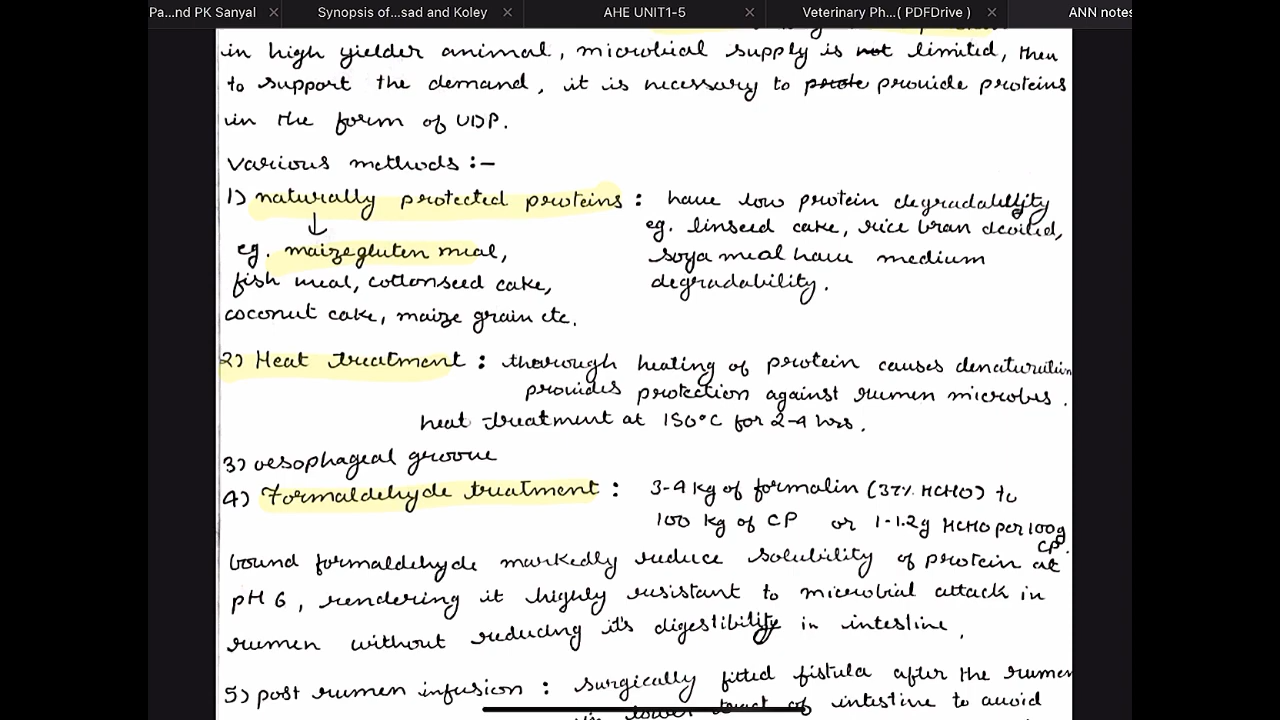 Pa...nd PK Sanyal
Synopsis of...sad and Koley
AHE UNIT1-5
Veterinary Ph...( PDFDrive )
ANN notes
in high yielder animal, microbial supply is not limited, then
to support the demand, it is necessary to prote provide proteins
in the form of UDP.
Various methods :-
1) naturally protected proteins : have low protein degradability
eg. maizegluten meal,
fish meal, cottonseed cake,
coconut cake, maize grain etc.
eg. linseed cake, rice bran deoiled,
soya meal have medium
degradability.
2) Heat treatment : thorough heating of protein causes denaturation
provides protection against rumen microbes.
heat treatment at 150°C for 2-4 hrs.
3) oesophageal groove
4) Formaldehyde treatment : 3-4 kg of formalin (37% HCHO) to
100 kg of CP or 1-1.2g HCHO per 100g
CP.
bound formaldehyde markedly reduce solubility of protein at
pH 6, rendering it highly resistant to microbial attack in
rumen without reducing it's digestibility in intestine.
5) post rumen infusion : surgically fitted fistula after the rumen
in lower tract of intestine to avoid